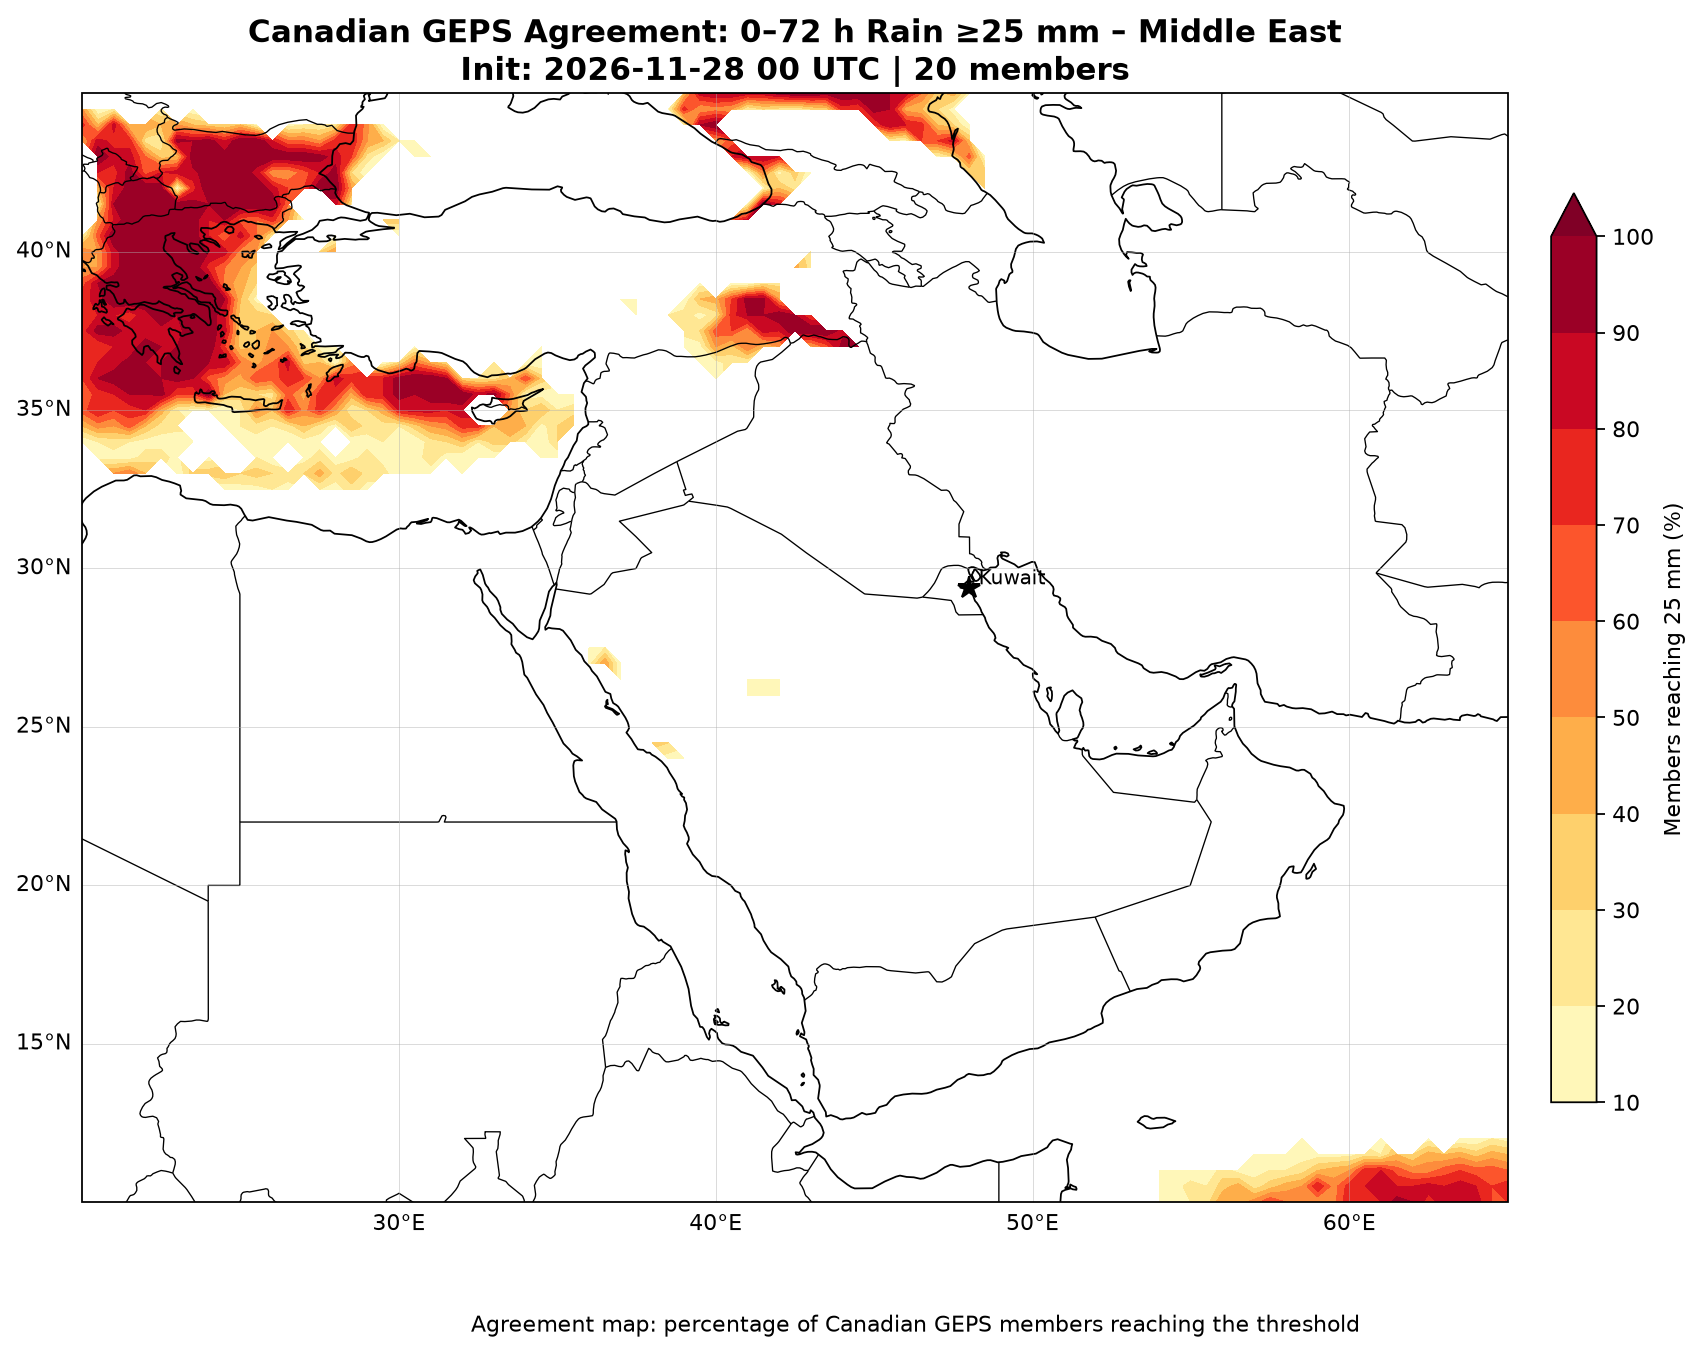 Canadian GEPS Agreement: 0–72 h Rain ≥25 mm – Middle East
Init: 2026-11-28 00 UTC | 20 members
40°N
35°N
30°N
25°N
20°N
15°N
30°E
40°E
50°E
60°E
Kuwait
100
90
80
70
60
50
40
30
20
10
Members reaching 25 mm (%)
Agreement map: percentage of Canadian GEPS members reaching the threshold